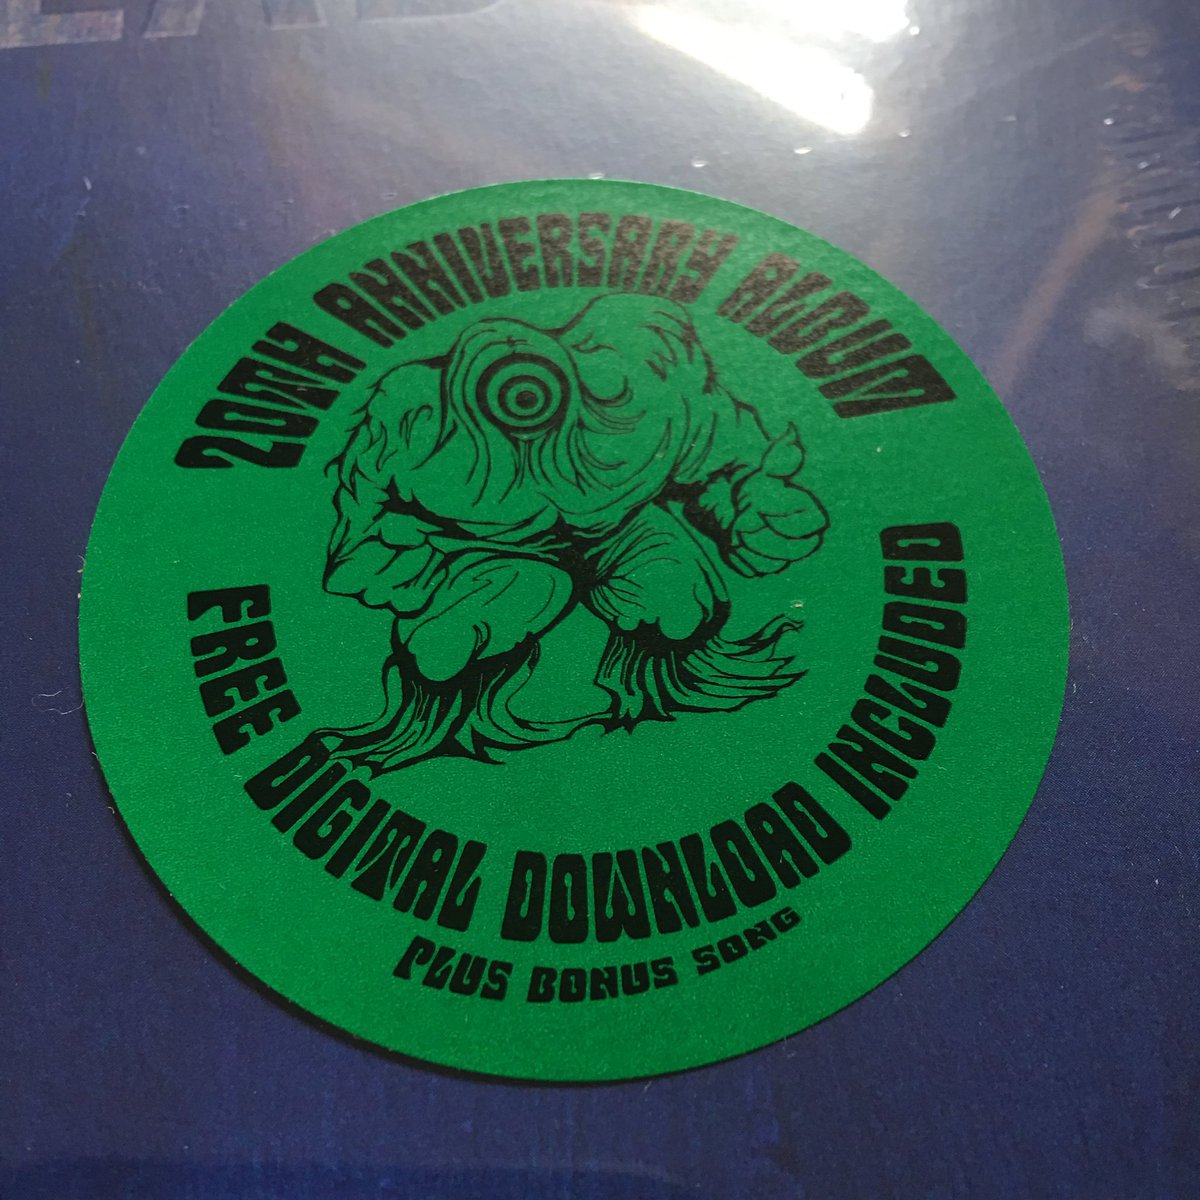 20TH ANNIVERSARY ALBUM
FREE DIGITAL DOWNLOAD INCLUDED
PLUS BONUS SONG